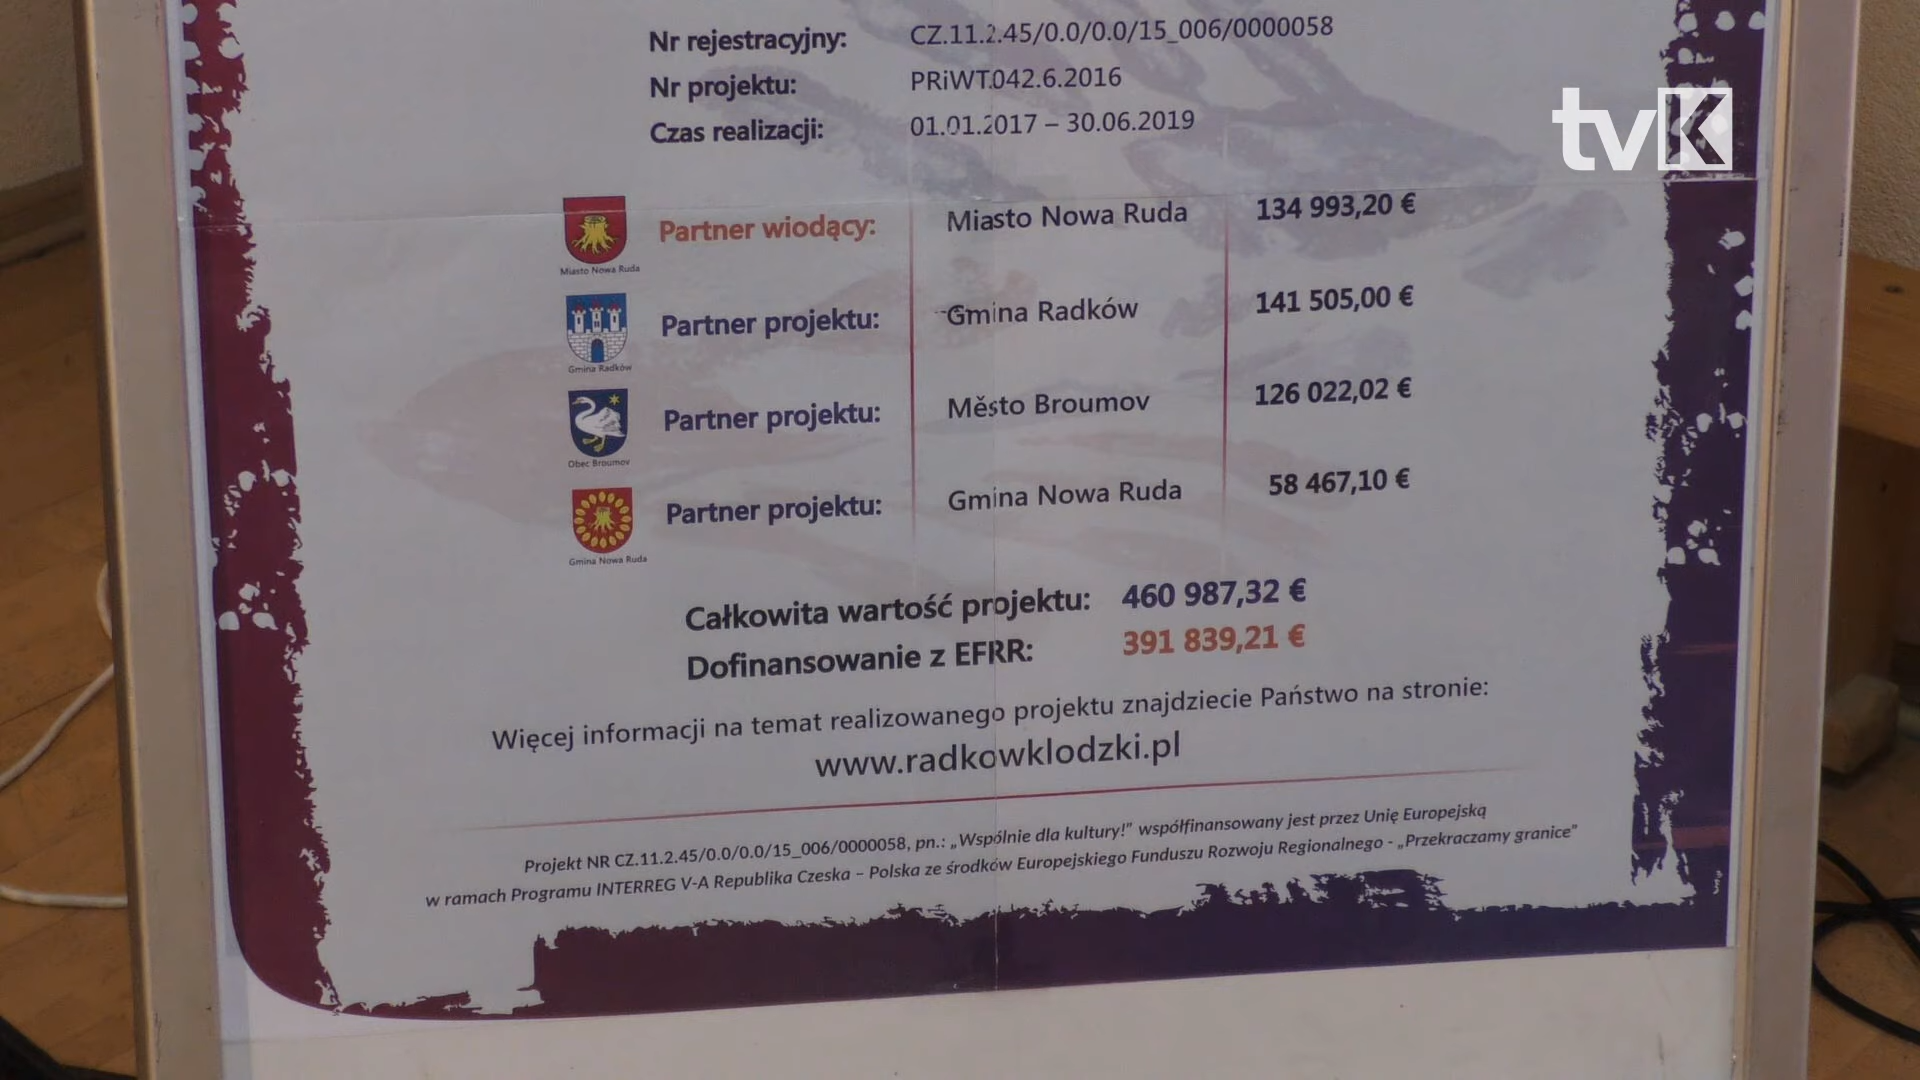 Nr rejestracyjny: CZ.11.2.45/0.0/0.0/15_006/0000058
Nr projektu: PRiWT.042.6.2016
Czas realizacji: 01.01.2017 – 30.06.2019
tvK
Partner wiodący: Miasto Nowa Ruda 134 993,20 €
Miasto Nowa Ruda
Partner projektu: Gmina Radków 141 505,00 €
Gmina Radków
Partner projektu: Město Broumov 126 022,02 €
Obec Broumov
Partner projektu: Gmina Nowa Ruda 58 467,10 €
Gmina Nowa Ruda
Całkowita wartość projektu: 460 987,32 €
Dofinansowanie z EFRR: 391 839,21 €
Więcej informacji na temat realizowanego projektu znajdziecie Państwo na stronie:
www.radkowklodzki.pl
Projekt NR CZ.11.2.45/0.0/0.0/15_006/0000058, pn.: „Wspólnie dla kultury!” współfinansowany jest przez Unię Europejską
w ramach Programu INTERREG V-A Republika Czeska – Polska ze środków Europejskiego Funduszu Rozwoju Regionalnego - „Przekraczamy granice”